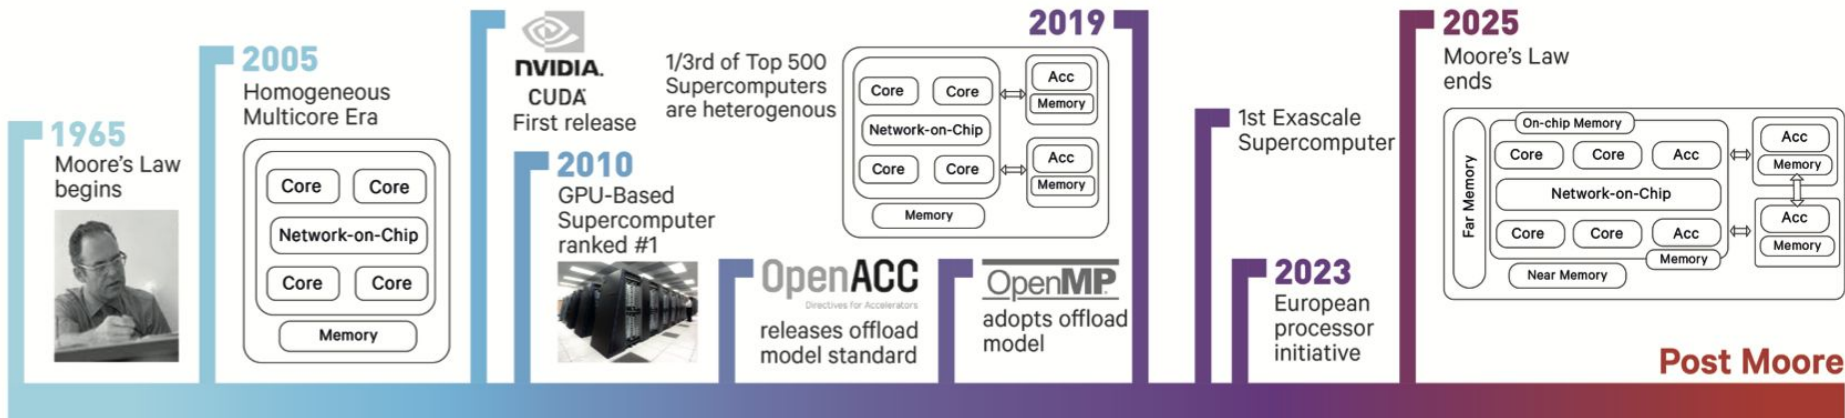 1965
Moore's Law
begins
2005
Homogeneous
Multicore Era
Core
Core
Network-on-Chip
Core
Core
Memory
NVIDIA.
CUDA
First release
2010
GPU-Based
Supercomputer
ranked #1
OpenACC
Directives for Accelerators
releases offload
model standard
2019
1/3rd of Top 500
Supercomputers
are heterogenous
Core
Core
Network-on-Chip
Core
Core
Memory
Acc
Memory
Acc
Memory
OpenMP
adopts offload
model
1st Exascale
Supercomputer
2023
European
processor
initiative
2025
Moore's Law
ends
Far Memory
On-chip Memory
Core
Core
Acc
Network-on-Chip
Core
Core
Acc
Memory
Near Memory
Acc
Memory
Acc
Memory
Post Moore